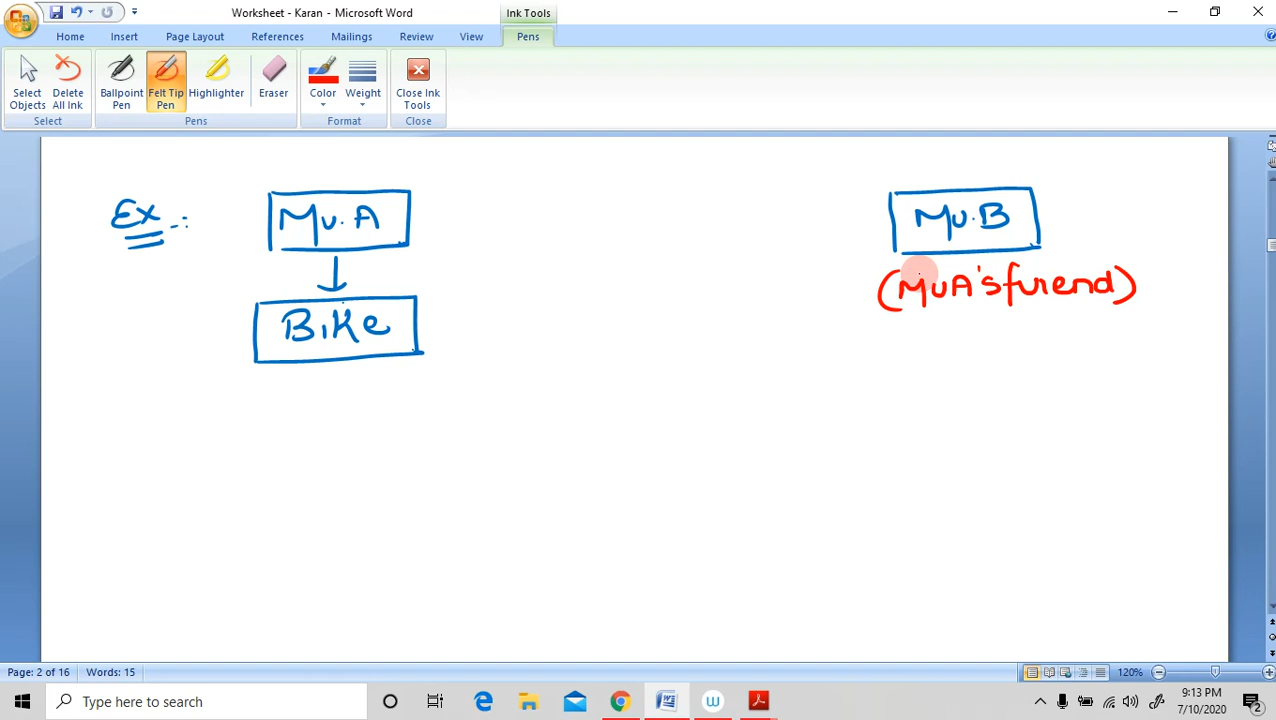 Worksheet - Karan - Microsoft Word
Ink Tools
Home Insert Page Layout References Mailings Review View Pens
Select Objects
Delete All Ink
Ballpoint Pen
Felt Tip Pen
Highlighter
Eraser
Color
Weight
Close Ink Tools
Select
Pens
Format
Close
Ex -:
Mr. A
Mr. B
(Mr A's friend)
Bike
Page: 2 of 16 Words: 15
120%
Type here to search
9:13 PM
7/10/2020
2